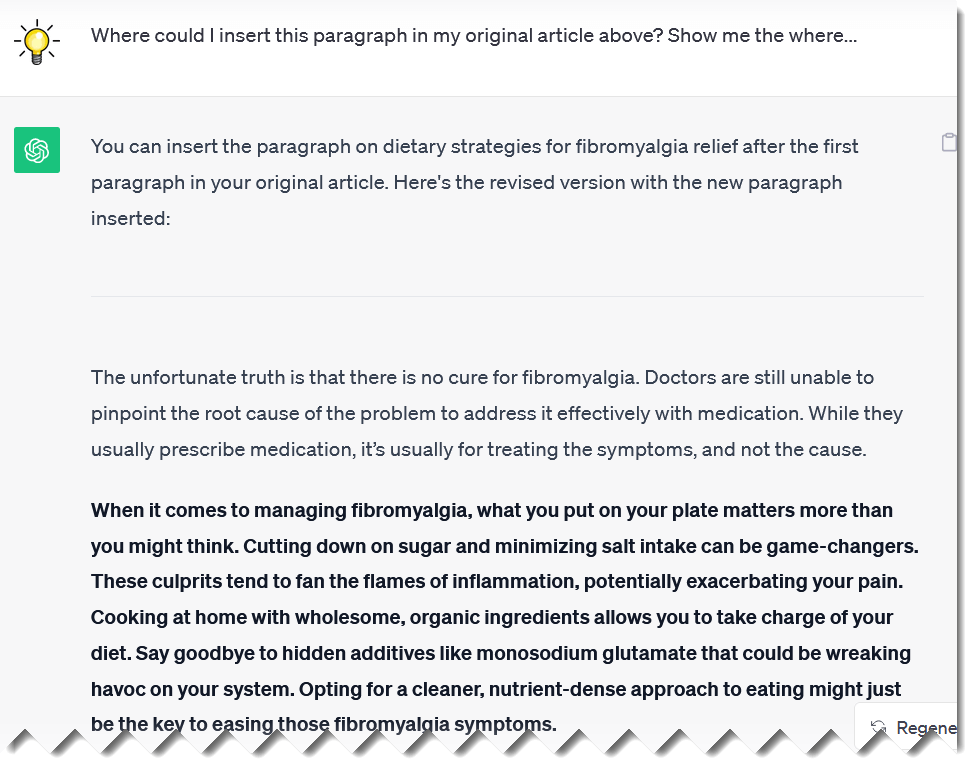 Where could I insert this paragraph in my original article above? Show me the where...
You can insert the paragraph on dietary strategies for fibromyalgia relief after the first
paragraph in your original article. Here's the revised version with the new paragraph
inserted:
The unfortunate truth is that there is no cure for fibromyalgia. Doctors are still unable to
pinpoint the root cause of the problem to address it effectively with medication. While they
usually prescribe medication, it’s usually for treating the symptoms, and not the cause.
When it comes to managing fibromyalgia, what you put on your plate matters more than
you might think. Cutting down on sugar and minimizing salt intake can be game-changers.
These culprits tend to fan the flames of inflammation, potentially exacerbating your pain.
Cooking at home with wholesome, organic ingredients allows you to take charge of your
diet. Say goodbye to hidden additives like monosodium glutamate that could be wreaking
havoc on your system. Opting for a cleaner, nutrient-dense approach to eating might just
be the key to easing those fibromyalgia symptoms.
Regene